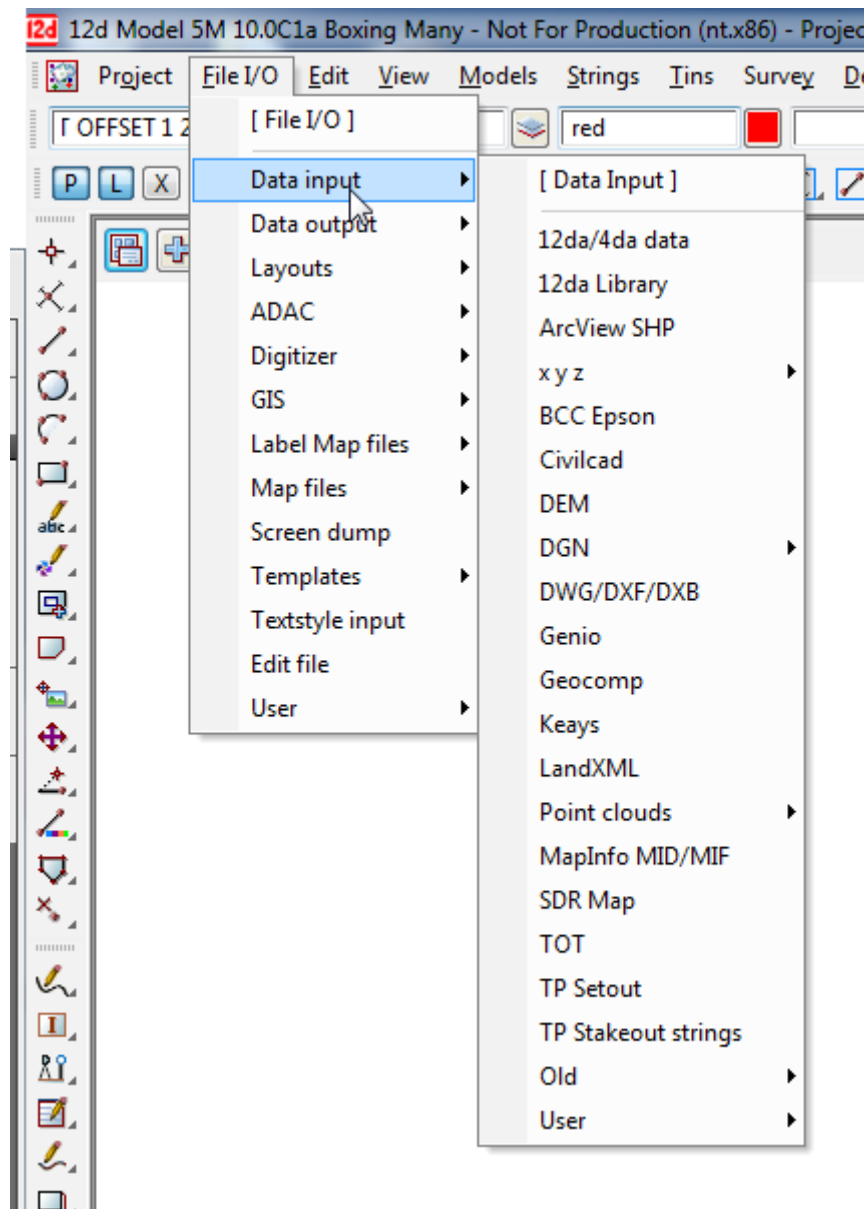 12d 12d Model 5M 10.0C1a Boxing Many - Not For Production (nt.x86) - Projec
Project File I/O Edit View Models Strings Tins Survey De
OFFSET 1 2 red
P L X
[ File I/O ]
Data input
Data output
Layouts
ADAC
Digitizer
GIS
Label Map files
Map files
Screen dump
Templates
Textstyle input
Edit file
User
[ Data Input ]
12da/4da data
12da Library
ArcView SHP
x y z
BCC Epson
Civilcad
DEM
DGN
DWG/DXF/DXB
Genio
Geocomp
Keays
LandXML
Point clouds
MapInfo MID/MIF
SDR Map
TOT
TP Setout
TP Stakeout strings
Old
User
abc
I